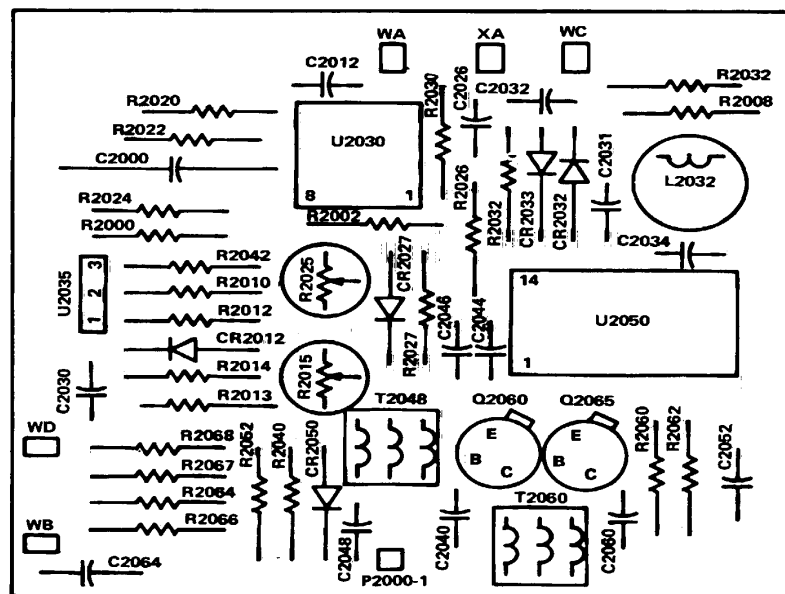 WA
XA
WC
C2012
R2030
C2026
C2032
R2032
R2020
R2008
R2022
U2030
C2000
C2031
L2032
8
1
R2026
R2024
R2002
R2032
CR2033
CR2032
R2000
C2034
U2035
3
2
1
R2042
R2010
R2012
CR2012
R2014
R2013
R2025
CR2027
R2027
C2046
C2044
14
U2050
1
C2030
R2015
T2048
Q2060
Q2065
E
B
C
E
B
C
R2060
R2062
C2052
WD
R2068
R2067
R2064
R2066
R2052
R2040
CR2050
T2060
WB
C2064
C2048
P2000-1
C2040
C2060